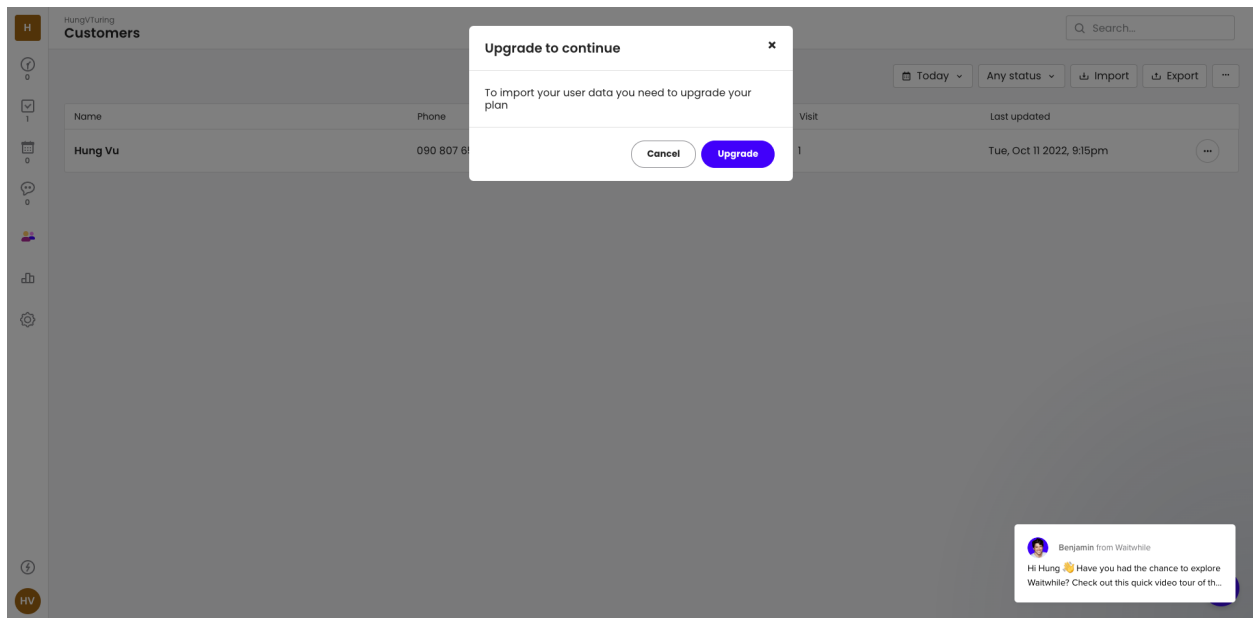 H
HungVTuring
Customers
Search...
0
1
0
0
Today
Any status
Import
Export
Name
Phone
Visit
Last updated
Hung Vu
090 807 6
1
Tue, Oct 11 2022, 9:15pm
Upgrade to continue
To import your user data you need to upgrade your
plan
Cancel
Upgrade
Benjamin from Waitwhile
Hi Hung 👋 Have you had the chance to explore
Waitwhile? Check out this quick video tour of th...
HV